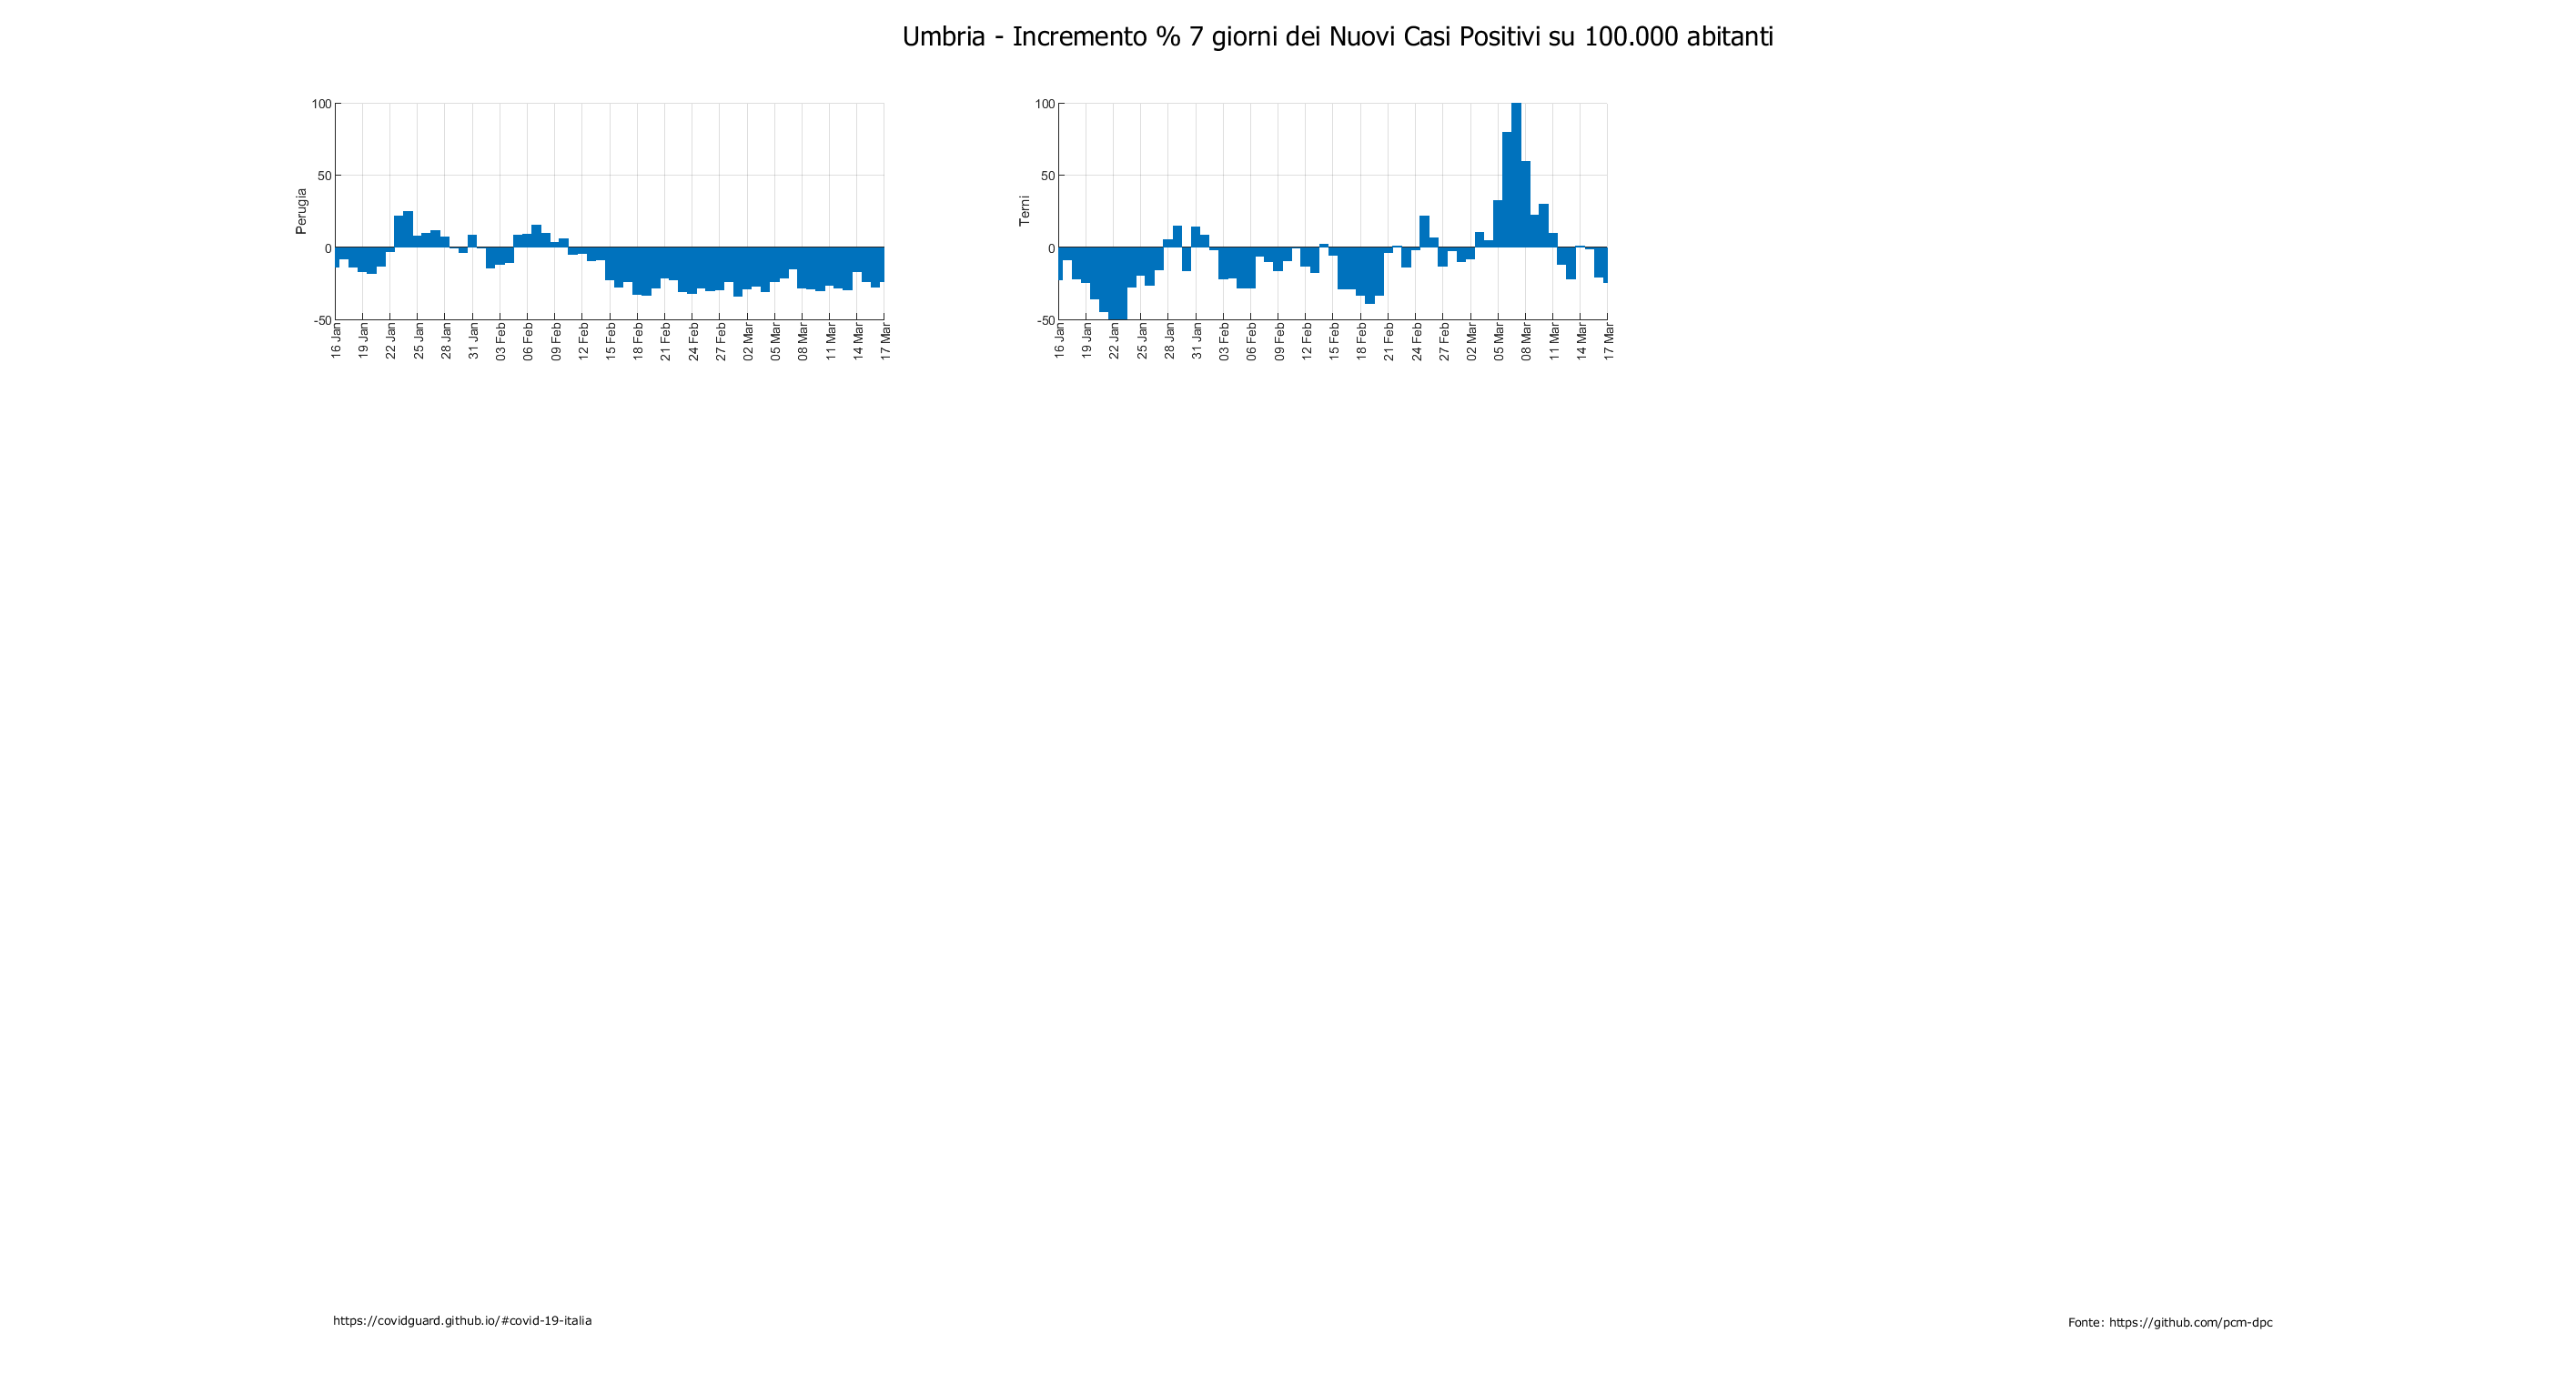 Umbria - Incremento % 7 giorni dei Nuovi Casi Positivi su 100.000 abitanti
Perugia
100
50
0
-50
16 Jan
19 Jan
22 Jan
25 Jan
28 Jan
31 Jan
03 Feb
06 Feb
09 Feb
12 Feb
15 Feb
18 Feb
21 Feb
24 Feb
27 Feb
02 Mar
05 Mar
08 Mar
11 Mar
14 Mar
17 Mar
Terni
100
50
0
-50
16 Jan
19 Jan
22 Jan
25 Jan
28 Jan
31 Jan
03 Feb
06 Feb
09 Feb
12 Feb
15 Feb
18 Feb
21 Feb
24 Feb
27 Feb
02 Mar
05 Mar
08 Mar
11 Mar
14 Mar
17 Mar
https://covidguard.github.io/#covid-19-italia
Fonte: https://github.com/pcm-dpc